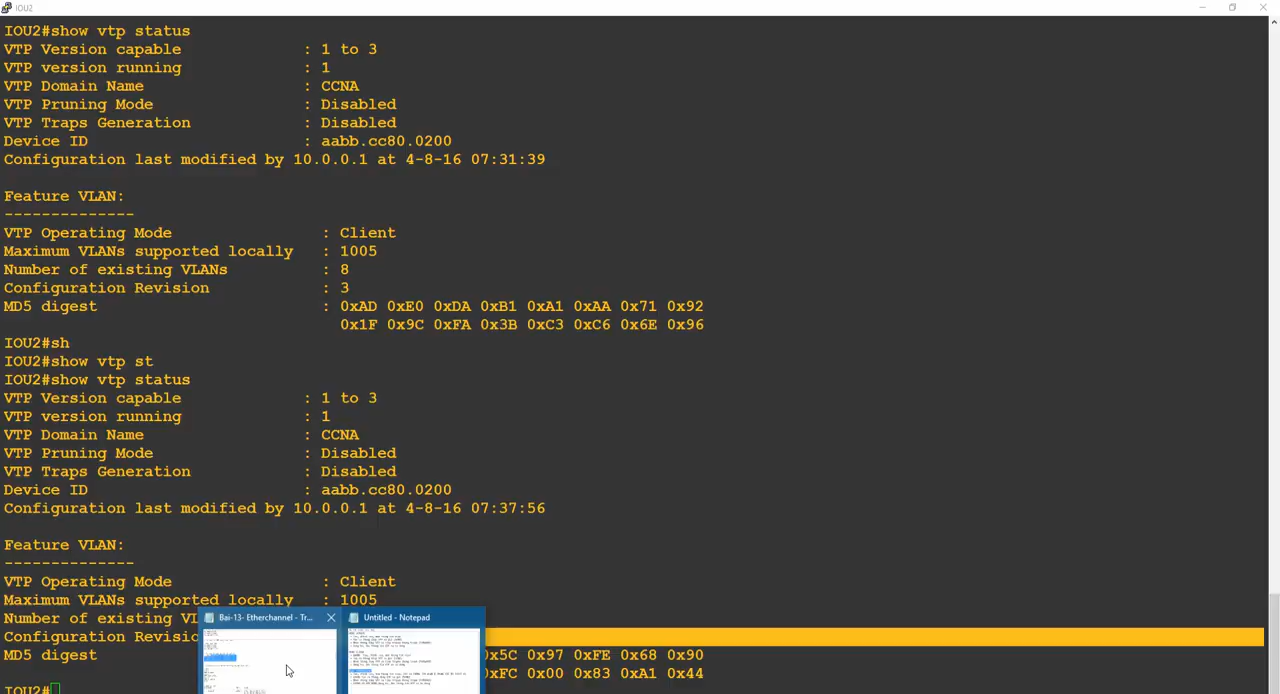 IOU2
IOU2#show vtp status
VTP Version capable : 1 to 3
VTP version running : 1
VTP Domain Name : CCNA
VTP Pruning Mode : Disabled
VTP Traps Generation : Disabled
Device ID : aabb.cc80.0200
Configuration last modified by 10.0.0.1 at 4-8-16 07:31:39
Feature VLAN:
--------------
VTP Operating Mode : Client
Maximum VLANs supported locally : 1005
Number of existing VLANs : 8
Configuration Revision : 3
MD5 digest : 0xAD 0xE0 0xDA 0xB1 0xA1 0xAA 0x71 0x92
0x1F 0x9C 0xFA 0x3B 0xC3 0xC6 0x6E 0x96
IOU2#sh
IOU2#show vtp st
IOU2#show vtp status
VTP Version capable : 1 to 3
VTP version running : 1
VTP Domain Name : CCNA
VTP Pruning Mode : Disabled
VTP Traps Generation : Disabled
Device ID : aabb.cc80.0200
Configuration last modified by 10.0.0.1 at 4-8-16 07:37:56
Feature VLAN:
--------------
VTP Operating Mode : Client
Maximum VLANs supported locally : 1005
Number of existing VL
Bai-13- Etherchannel - Tr... Untitled - Notepad
Configuration Revisio
MD5 digest x5C 0x97 0xFE 0x68 0x90
xFC 0x00 0x83 0xA1 0x44
IOU2#